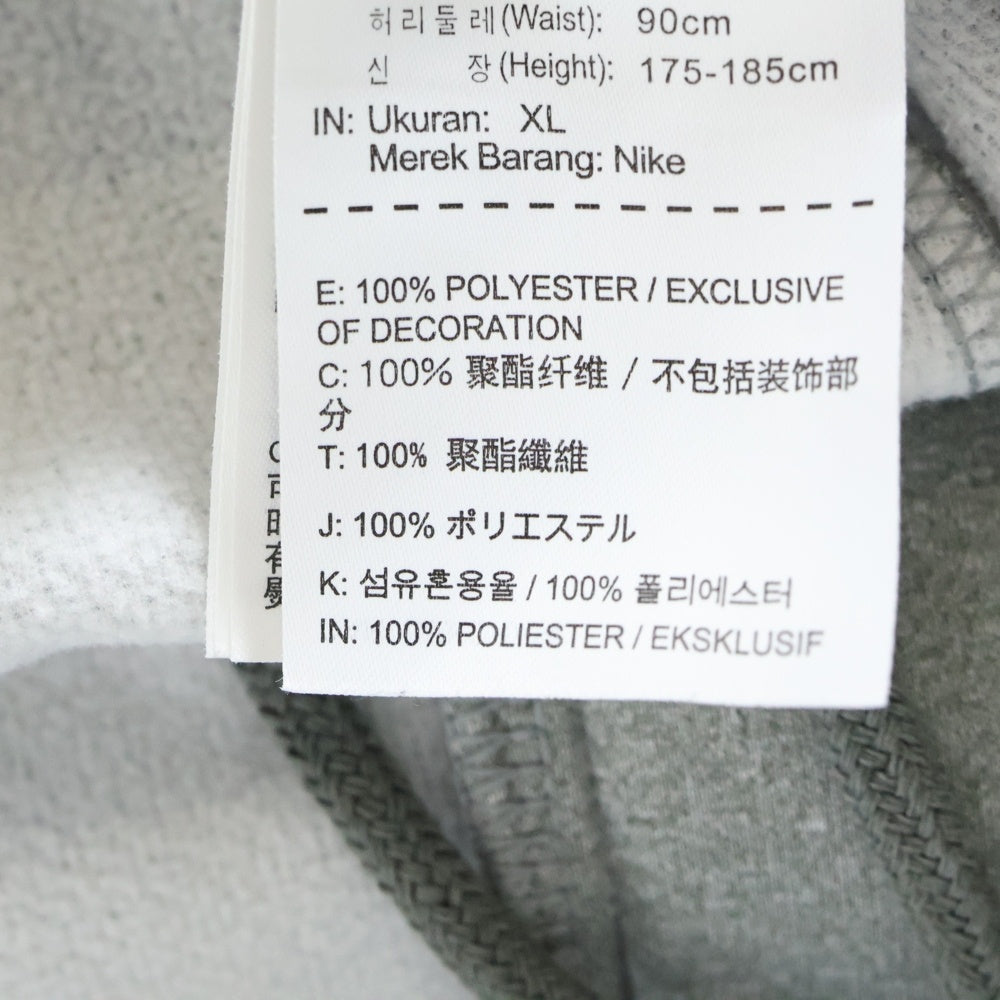 허리둘레(Waist): 90cm
신 장(Height): 175-185cm
IN: Ukuran: XL
Merek Barang: Nike
E: 100% POLYESTER / EXCLUSIVE
OF DECORATION
C: 100% 聚酯纤维 / 不包括装饰部
分
T: 100% 聚酯纖維
J: 100% ポリエステル
K: 섬유혼용율 / 100% 폴리에스터
IN: 100% POLIESTER / EKSKLUSIF